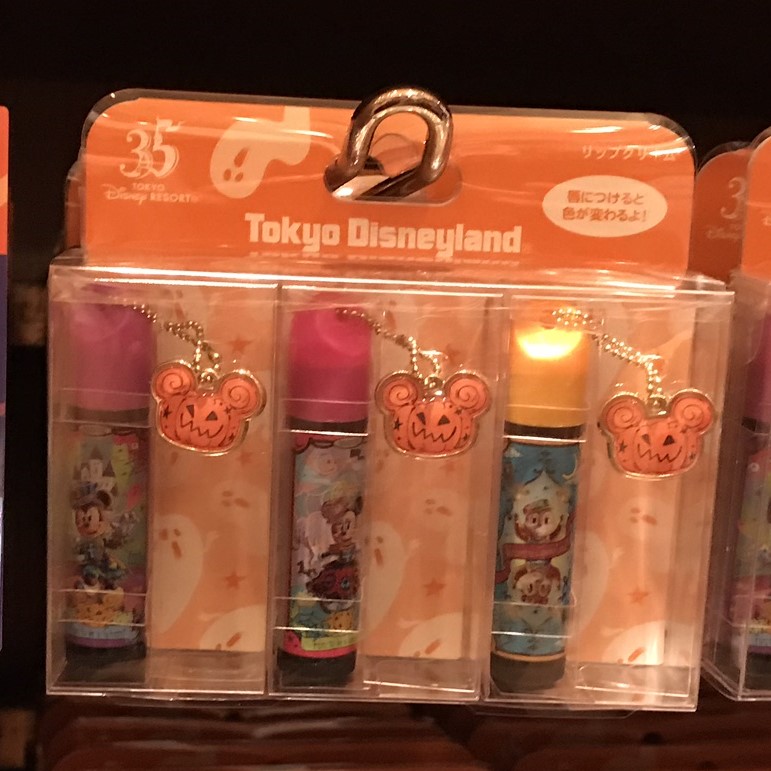 35
TOKYO
Disney RESORT
リップクリーム
唇につけると
色が変わるよ!
Tokyo Disneyland